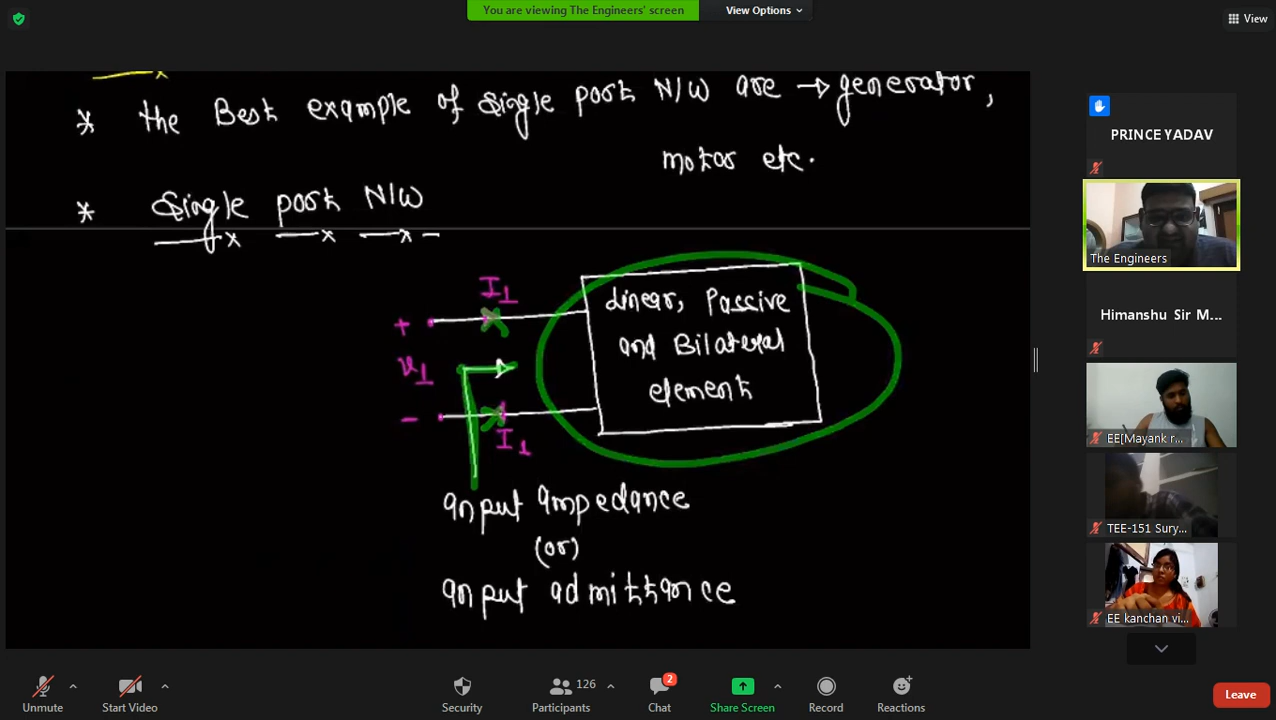 You are viewing The Engineers' screen
View Options
View
* the Best example of single port N/W are → generator,
motor etc.
* Single port N/W
I1
+
V1
-
I1
Linear, Passive
and Bilateral
element
Input Impedance
(or)
Input admittance
PRINCE YADAV
The Engineers
Himanshu Sir M...
EE[Mayank r...
TEE-151 Sury...
EE kanchan vi...
Unmute
Start Video
Security
Participants
126
Chat
2
Share Screen
Record
Reactions
Leave